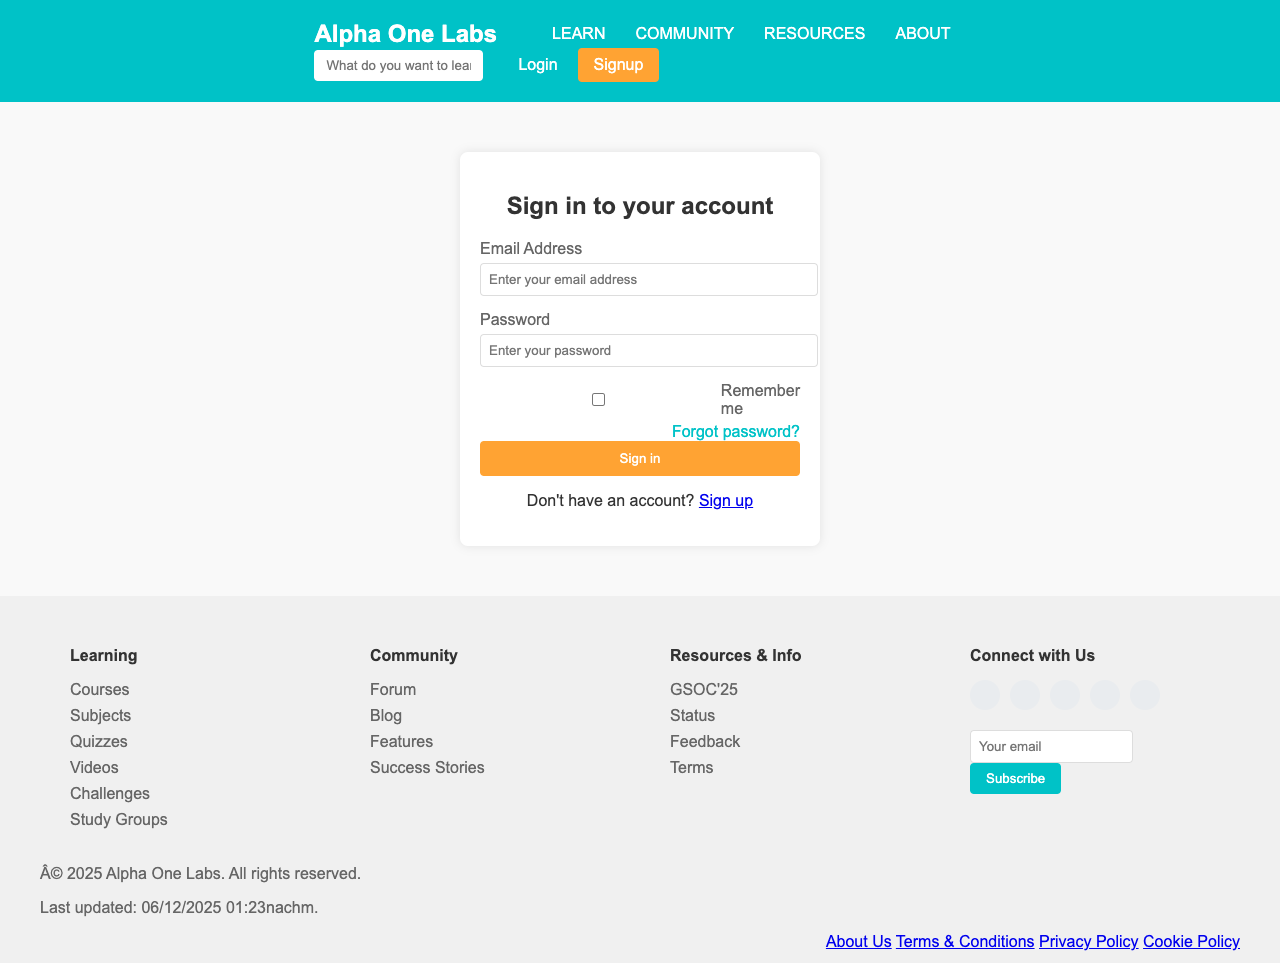 Alpha One Labs LEARN COMMUNITY RESOURCES ABOUT
What do you want to lear Login Signup
Sign in to your account
Email Address
Enter your email address
Password
Enter your password
Remember
me
Forgot password?
Sign in
Don't have an account? Sign up
Learning
Courses
Subjects
Quizzes
Videos
Challenges
Study Groups
Community
Forum
Blog
Features
Success Stories
Resources & Info
GSOC'25
Status
Feedback
Terms
Connect with Us
Your email
Subscribe
Â© 2025 Alpha One Labs. All rights reserved.
Last updated: 06/12/2025 01:23nachm.
About Us Terms & Conditions Privacy Policy Cookie Policy